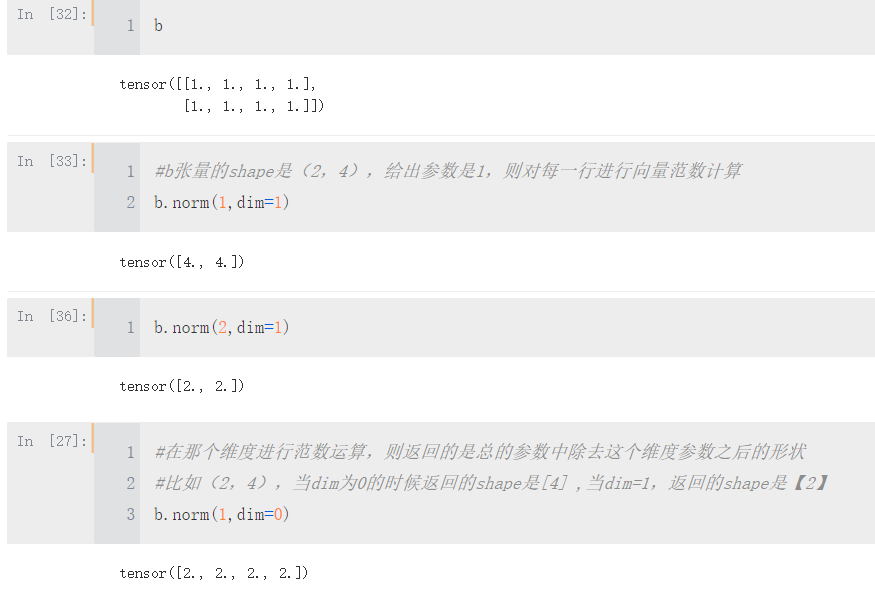 In [32]:
1 b
tensor([[1., 1., 1., 1.],
[1., 1., 1., 1.]])
In [33]:
1 #b张量的shape是（2，4），给出参数是1，则对每一行进行向量范数计算
2 b.norm(1,dim=1)
tensor([4., 4.])
In [36]:
1 b.norm(2,dim=1)
tensor([2., 2.])
In [27]:
1 #在那个维度进行范数运算，则返回的是总的参数中除去这个维度参数之后的形状
2 #比如（2，4），当dim为0的时候返回的shape是[4] ,当dim=1，返回的shape是【2】
3 b.norm(1,dim=0)
tensor([2., 2., 2., 2.])